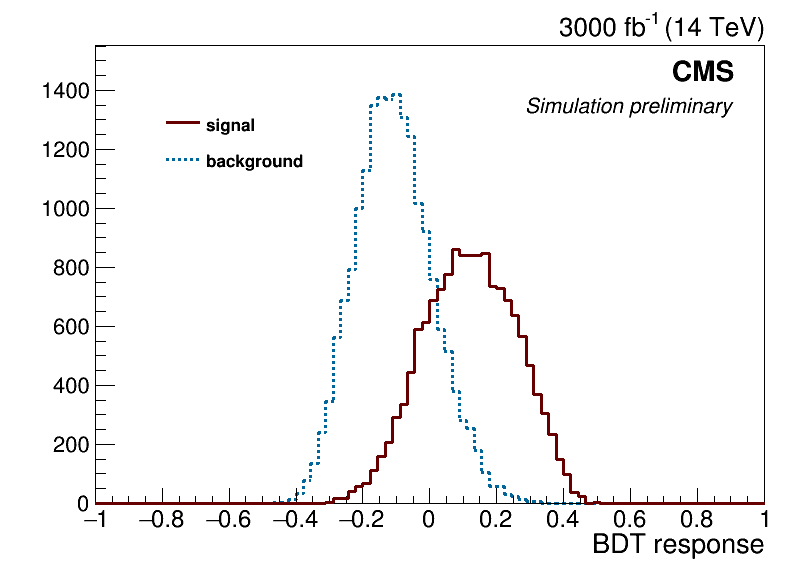 3000 fb⁻¹ (14 TeV)
CMS
Simulation preliminary
signal
background
1400
1200
1000
800
600
400
200
0
−1 −0.8 −0.6 −0.4 −0.2 0 0.2 0.4 0.6 0.8 1
BDT response